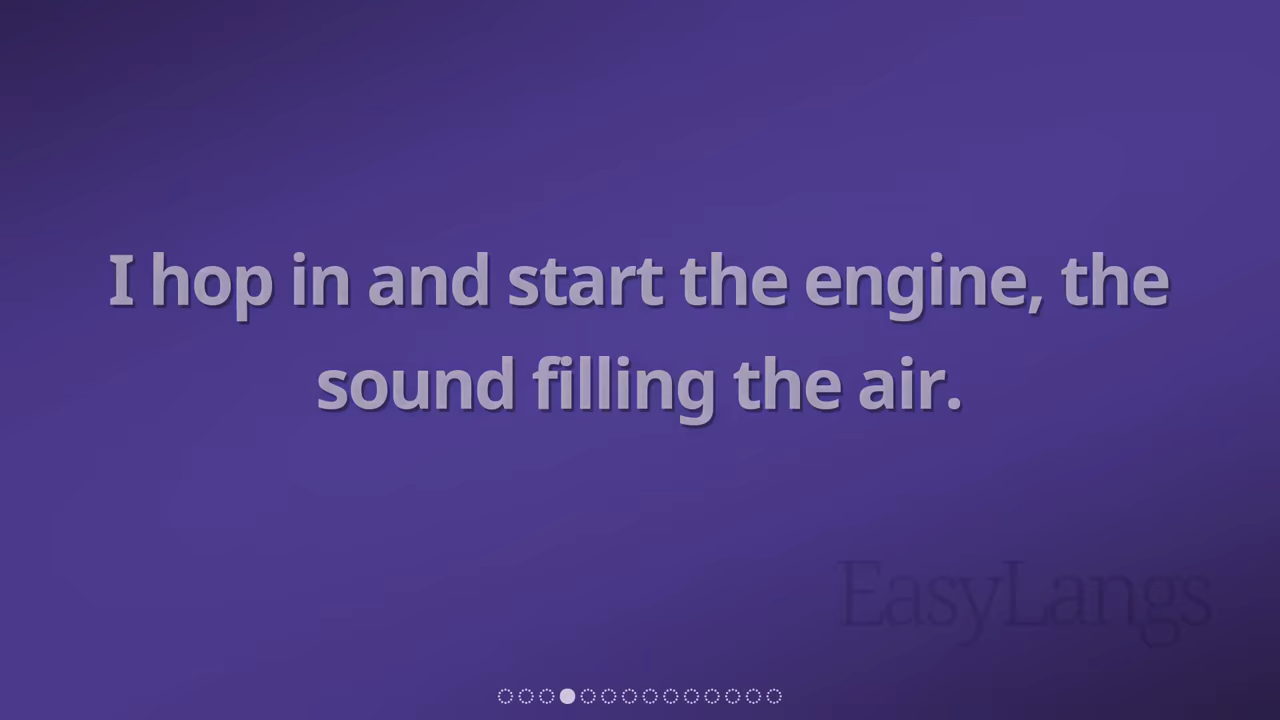 I hop in and start the engine, the
sound filling the air.
EasyLangs